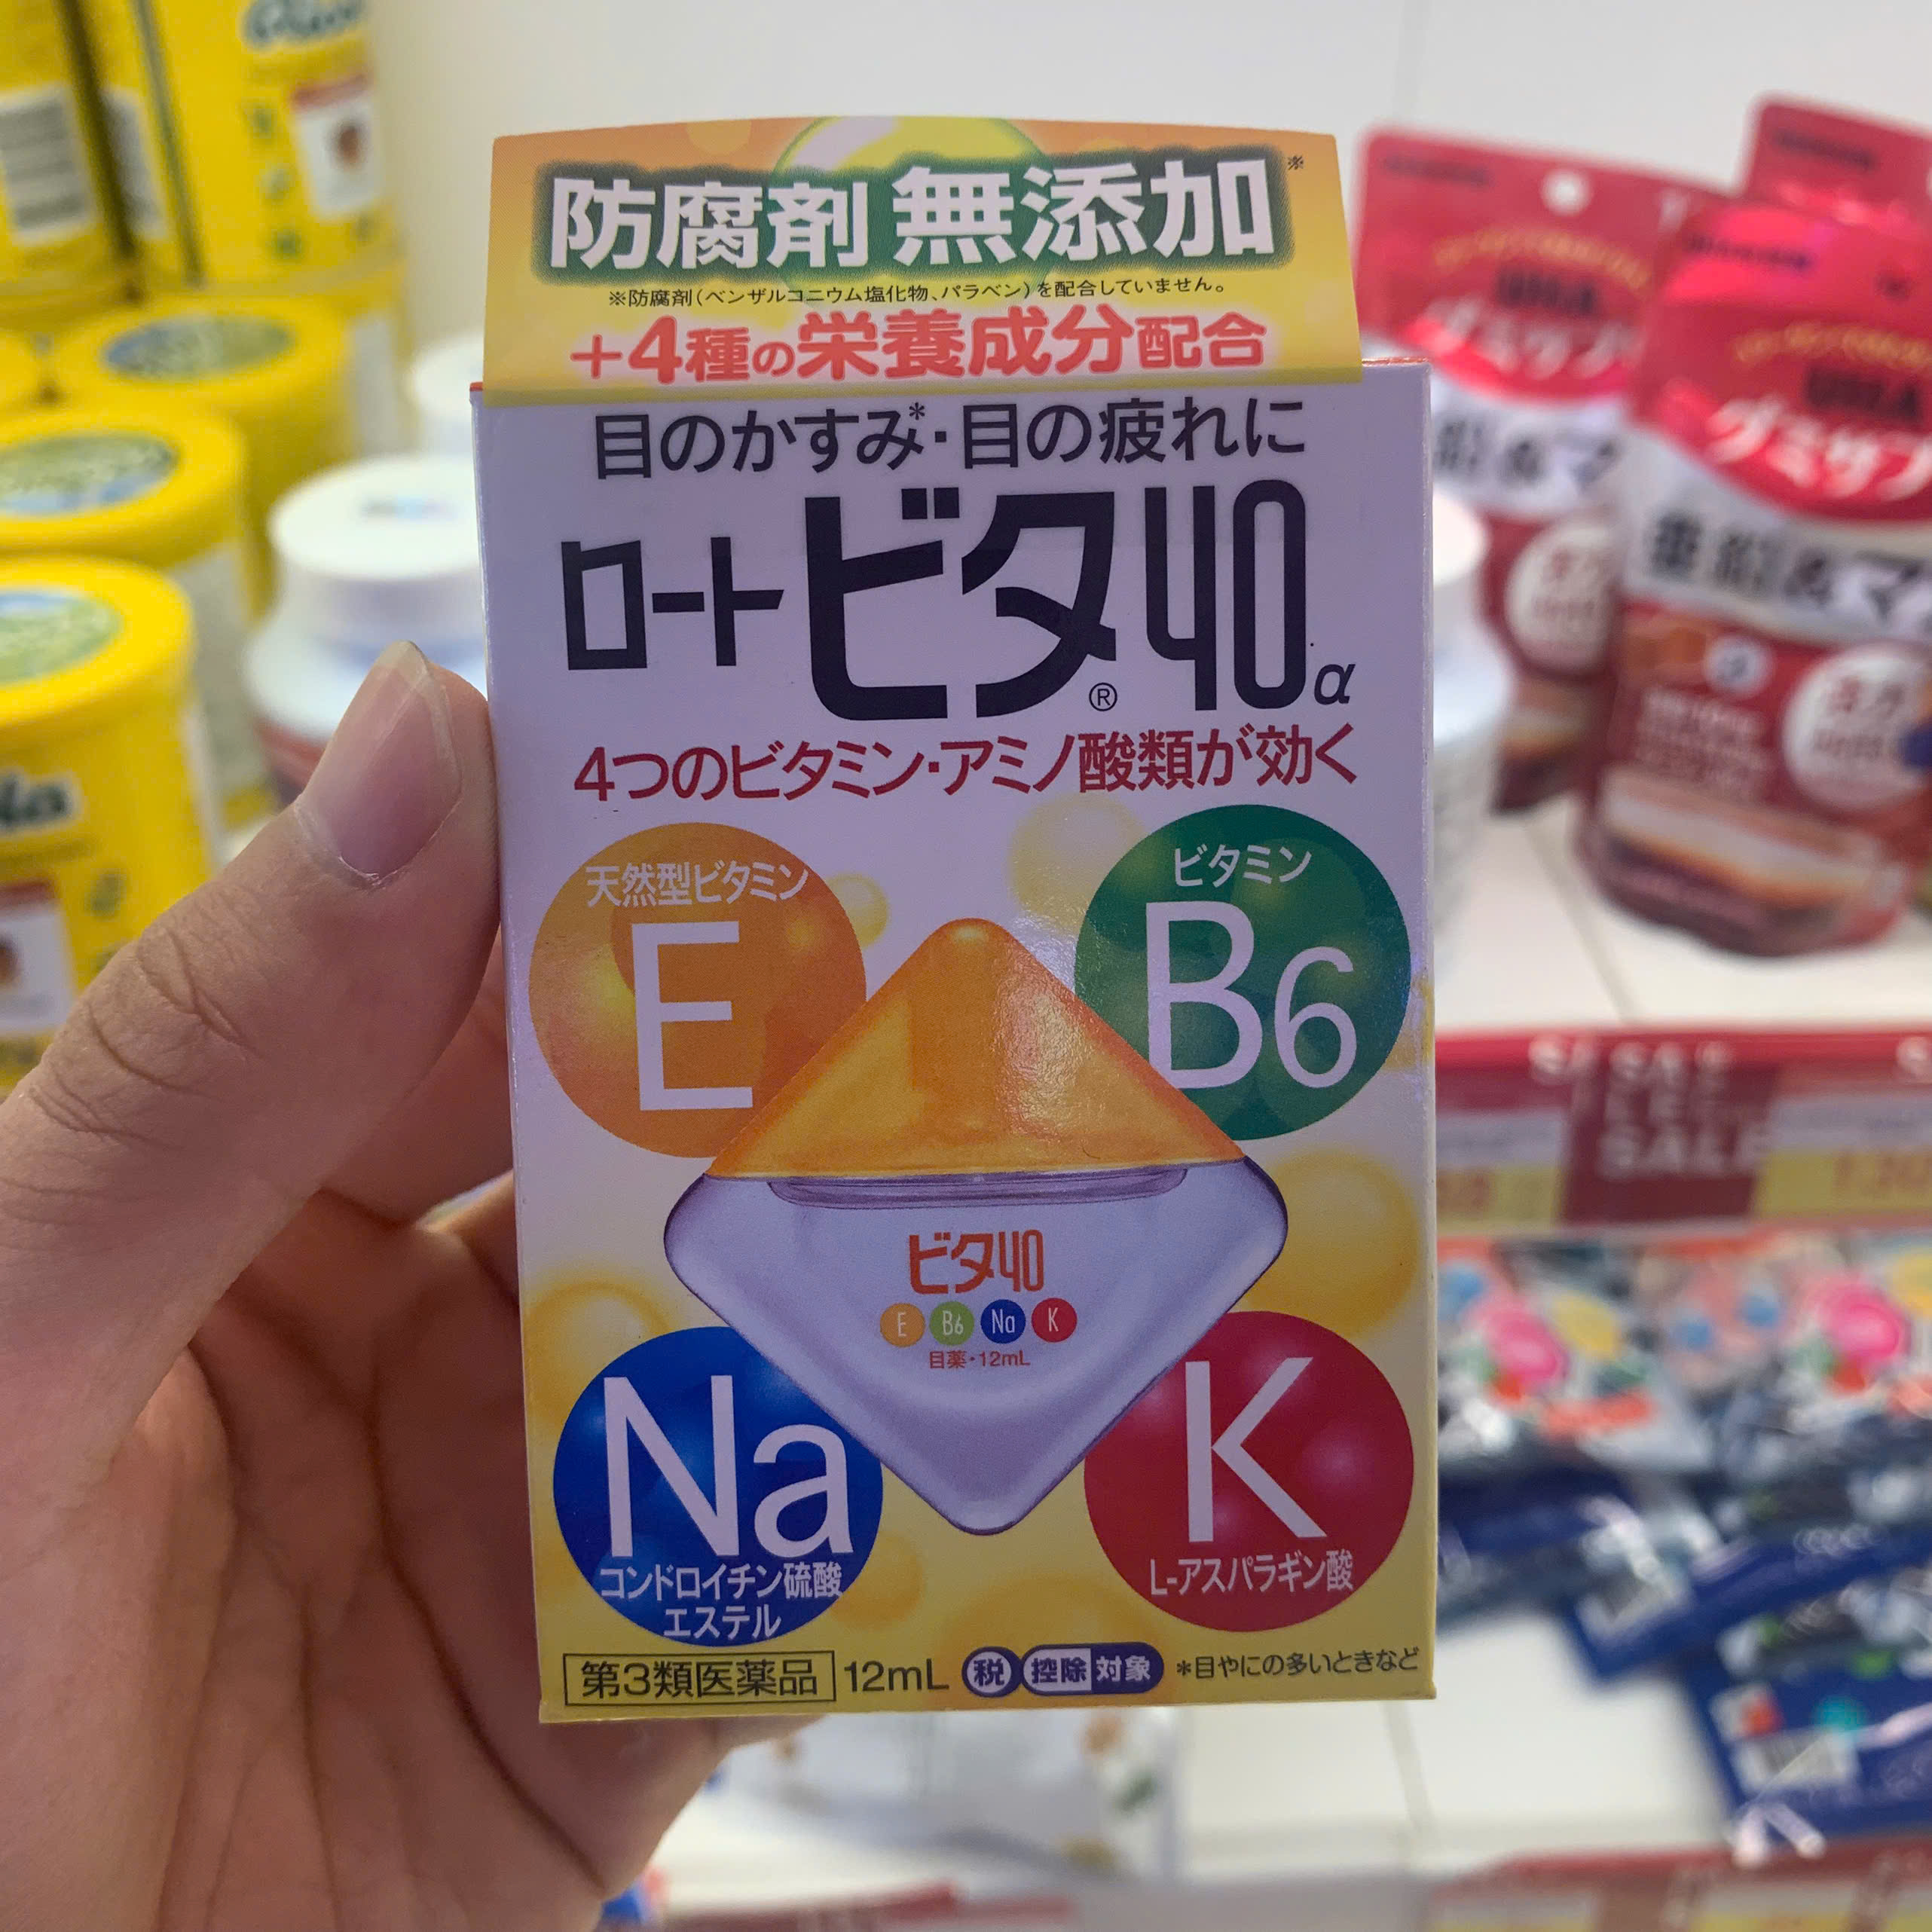 防腐剤 無添加※
※防腐剤(ベンザルコニウム塩化物、パラベン)を配合していません。
+4種の栄養成分配合
目のかすみ*・目の疲れに
ロートビタ40α
®
4つのビタミン・アミノ酸類が効く
天然型ビタミン
E
ビタミン
B6
ビタ40
E B6 Na K
目薬・12mL
Na
コンドロイチン硫酸
エステル
K
L-アスパラギン酸
第3類医薬品 12mL 税 控除 対象 *目やにの多いときなど
UHA
グミサプ
SALE